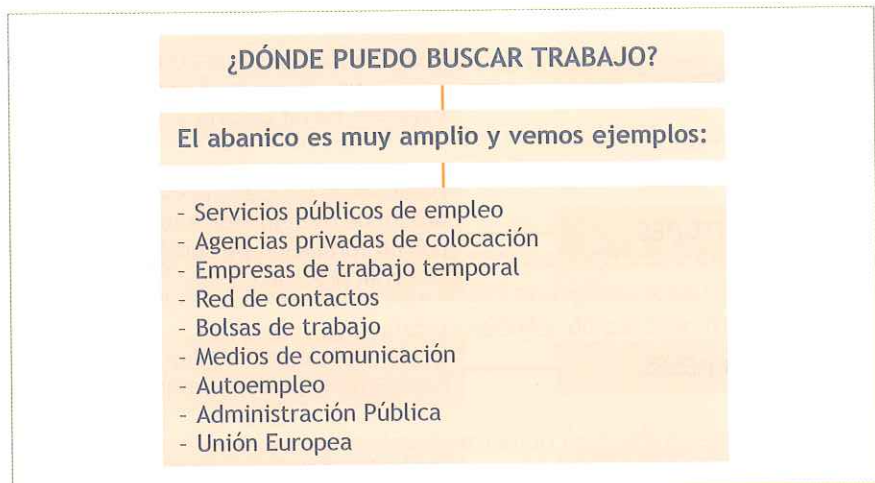 ¿DÓNDE PUEDO BUSCAR TRABAJO?
El abanico es muy amplio y vemos ejemplos:
- Servicios públicos de empleo
- Agencias privadas de colocación
- Empresas de trabajo temporal
- Red de contactos
- Bolsas de trabajo
- Medios de comunicación
- Autoempleo
- Administración Pública
- Unión Europea